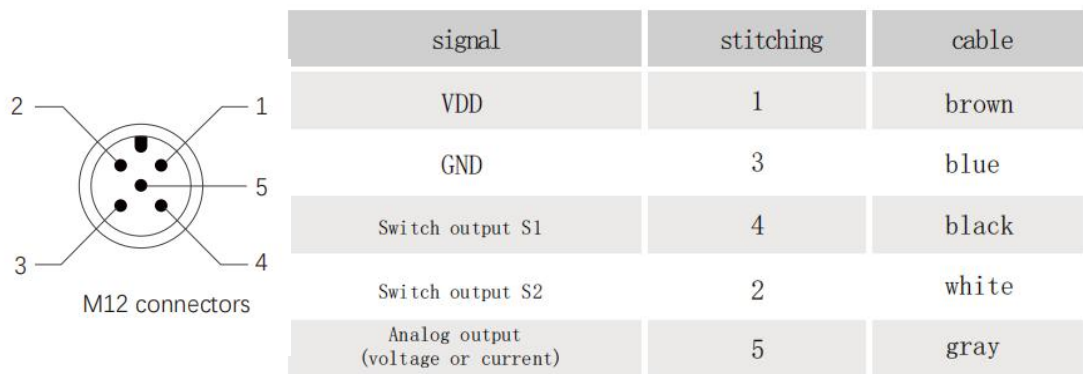 2
1
5
3
4
M12 connectors
signal stitching cable
VDD 1 brown
GND 3 blue
Switch output S1 4 black
Switch output S2 2 white
Analog output
(voltage or current) 5 gray